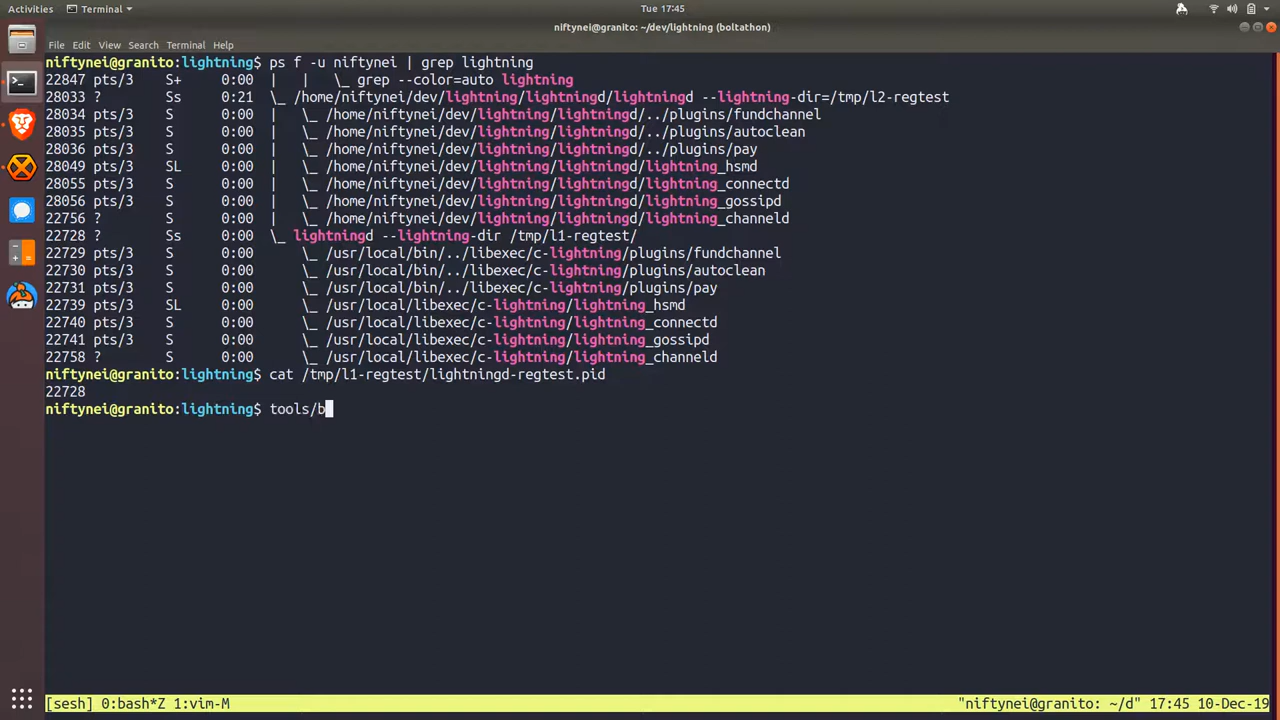 Activities Terminal Tue 17:45
niftynei@granito: ~/dev/lightning (boltathon)
File Edit View Search Terminal Help
niftynei@granito:lightning$ ps f -u niftynei | grep lightning
22847 pts/3    S+     0:00  |   |   \_ grep --color=auto lightning
28033 ?        Ss     0:21  \_ /home/niftynei/dev/lightning/lightningd/lightningd --lightning-dir=/tmp/l2-regtest
28034 pts/3    S      0:00  |   \_ /home/niftynei/dev/lightning/lightningd/../plugins/fundchannel
28035 pts/3    S      0:00  |   \_ /home/niftynei/dev/lightning/lightningd/../plugins/autoclean
28036 pts/3    S      0:00  |   \_ /home/niftynei/dev/lightning/lightningd/../plugins/pay
28049 pts/3    SL     0:00  |   \_ /home/niftynei/dev/lightning/lightningd/lightning_hsmd
28055 pts/3    S      0:00  |   \_ /home/niftynei/dev/lightning/lightningd/lightning_connectd
28056 pts/3    S      0:00  |   \_ /home/niftynei/dev/lightning/lightningd/lightning_gossipd
22756 ?        S      0:00  |   \_ /home/niftynei/dev/lightning/lightningd/lightning_channeld
22728 ?        Ss     0:00  \_ lightningd --lightning-dir /tmp/l1-regtest/
22729 pts/3    S      0:00      \_ /usr/local/bin/../libexec/c-lightning/plugins/fundchannel
22730 pts/3    S      0:00      \_ /usr/local/bin/../libexec/c-lightning/plugins/autoclean
22731 pts/3    S      0:00      \_ /usr/local/bin/../libexec/c-lightning/plugins/pay
22739 pts/3    SL     0:00      \_ /usr/local/libexec/c-lightning/lightning_hsmd
22740 pts/3    S      0:00      \_ /usr/local/libexec/c-lightning/lightning_connectd
22741 pts/3    S      0:00      \_ /usr/local/libexec/c-lightning/lightning_gossipd
22758 ?        S      0:00      \_ /usr/local/libexec/c-lightning/lightning_channeld
niftynei@granito:lightning$ cat /tmp/l1-regtest/lightningd-regtest.pid
22728
niftynei@granito:lightning$ tools/b
[sesh] 0:bash*Z 1:vim-M "niftynei@granito: ~/d" 17:45 10-Dec-19